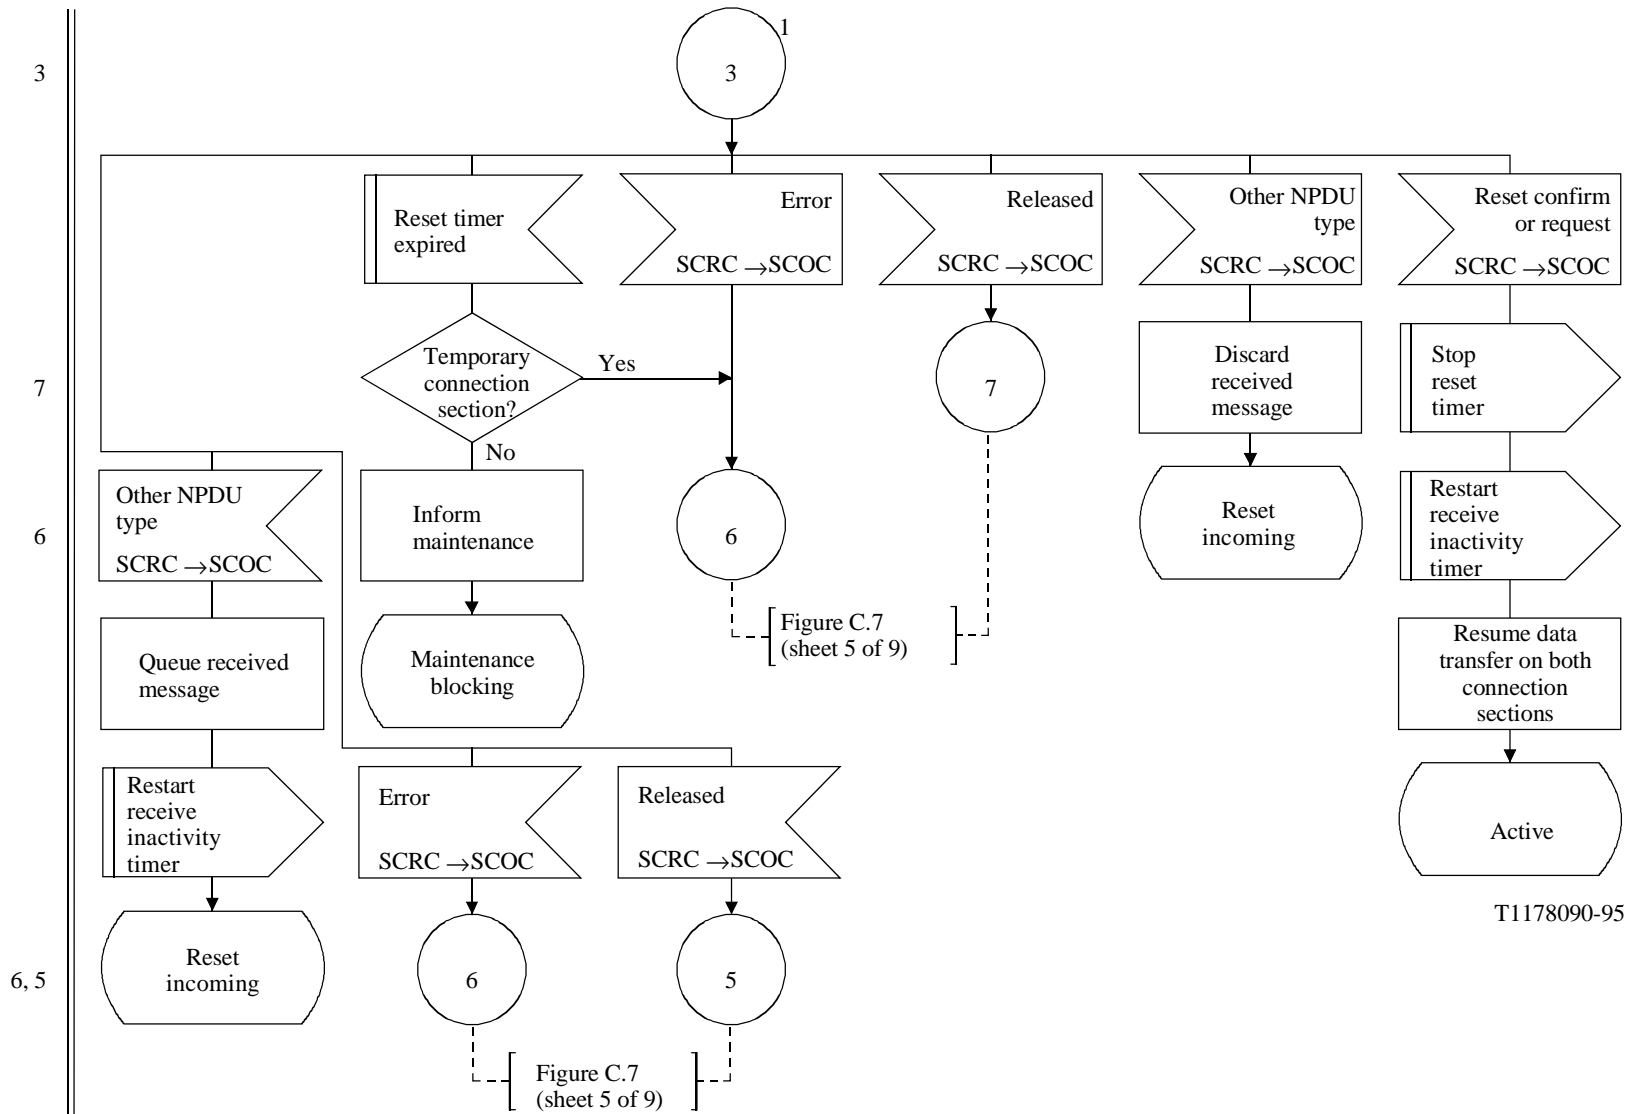 1
3
3
Reset timer
expired
Error
SCRC →SCOC
Released
SCRC →SCOC
Other NPDU
type
SCRC →SCOC
Reset confirm
or request
SCRC →SCOC
7
Temporary
connection
section?
Yes
No
7
Discard
received
message
Stop
reset
timer
6
Other NPDU
type
SCRC →SCOC
Inform
maintenance
6
Reset
incoming
Restart
receive
inactivity
timer
Queue received
message
Maintenance
blocking
Figure C.7
(sheet 5 of 9)
Resume data
transfer on both
connection
sections
Restart
receive
inactivity
timer
Error
SCRC →SCOC
Released
SCRC →SCOC
Active
T1178090-95
6, 5
Reset
incoming
6
5
Figure C.7
(sheet 5 of 9)